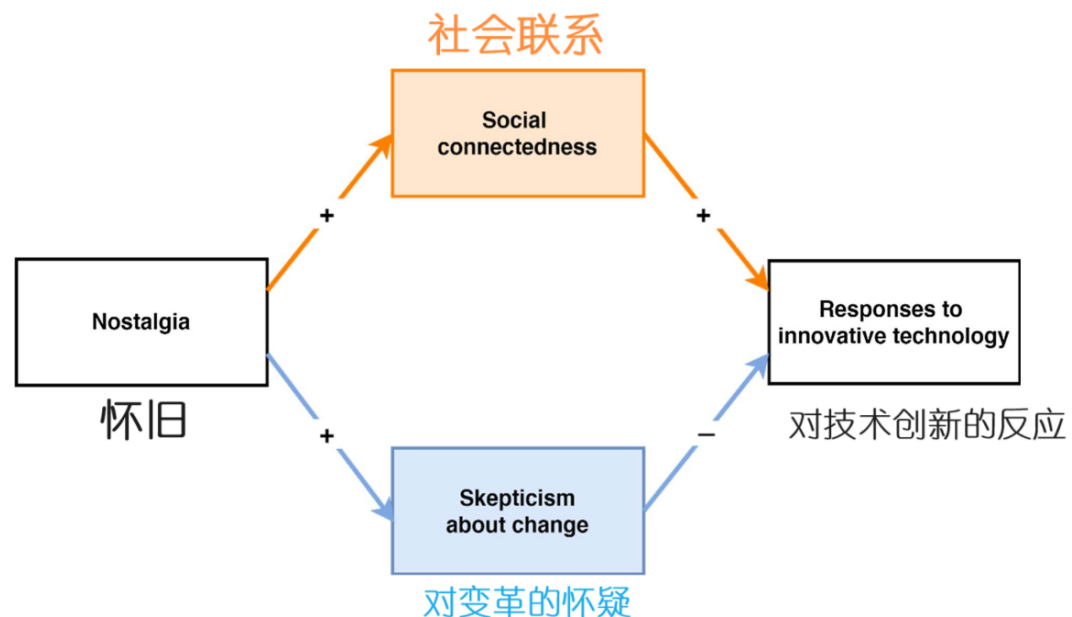 社会联系
Social
connectedness
+
+
Nostalgia
怀旧
Responses to
innovative technology
对技术创新的反应
+
–
Skepticism
about change
对变革的怀疑